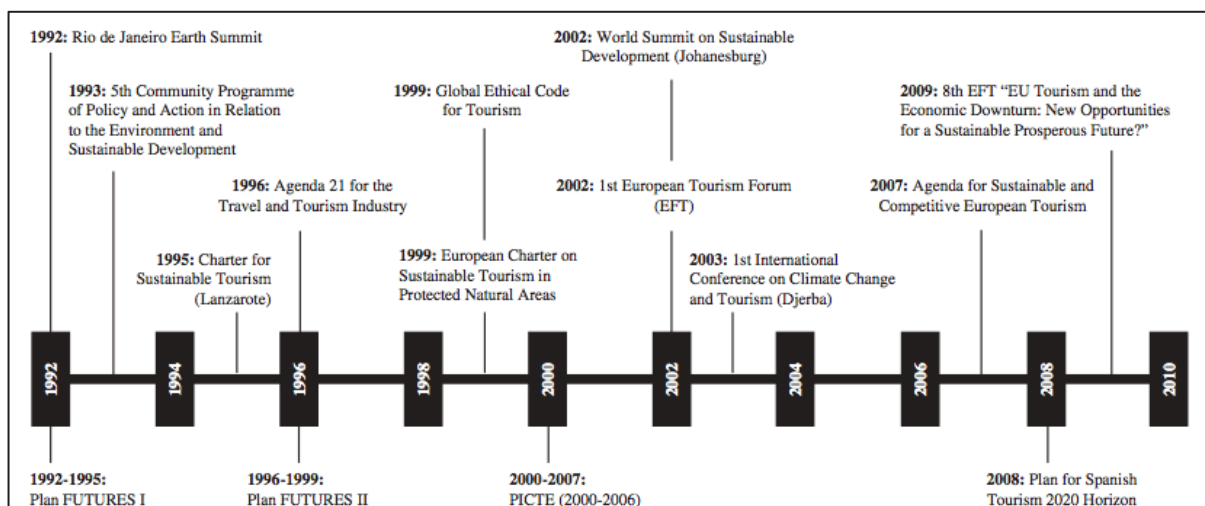 1992: Rio de Janeiro Earth Summit
1993: 5th Community Programme
of Policy and Action in Relation
to the Environment and
Sustainable Development
1995: Charter for
Sustainable Tourism
(Lanzarote)
1996: Agenda 21 for the
Travel and Tourism Industry
1999: Global Ethical Code
for Tourism
1999: European Charter on
Sustainable Tourism in
Protected Natural Areas
2002: World Summit on Sustainable
Development (Johanesburg)
2002: 1st European Tourism Forum
(EFT)
2003: 1st International
Conference on Climate Change
and Tourism (Djerba)
2007: Agenda for Sustainable and
Competitive European Tourism
2009: 8th EFT “EU Tourism and the
Economic Downturn: New Opportunities
for a Sustainable Prosperous Future?”
1992
1994
1996
1998
2000
2002
2004
2006
2008
2010
1992-1995:
Plan FUTURES I
1996-1999:
Plan FUTURES II
2000-2007:
PICTE (2000-2006)
2008: Plan for Spanish
Tourism 2020 Horizon